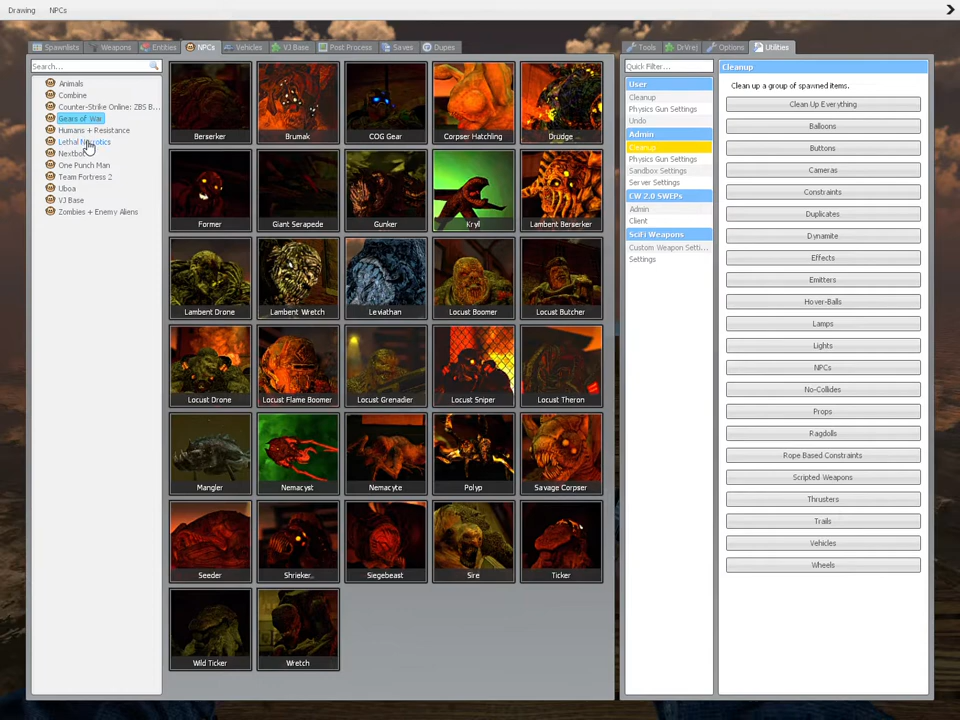 Drawing NPCs
Spawnlists Weapons Entities NPCs Vehicles VJ Base Post Process Saves Dupes
Search...
Animals
Combine
Counter-Strike Online: ZBS B...
Gears of War
Humans + Resistance
Lethal Necrotics
Nextbot
One Punch Man
Team Fortress 2
Uboa
VJ Base
Zombies + Enemy Aliens
Berserker Brumak COG Gear Corpser Hatchling Drudge
Former Giant Serapede Gunker Kryll Lambent Berserker
Lambent Drone Lambent Wretch Leviathan Locust Boomer Locust Butcher
Locust Drone Locust Flame Boomer Locust Grenadier Locust Sniper Locust Theron
Mangler Nemacyst Nemacyte Polyp Savage Corpser
Seeder Shrieker Siegebeast Sire Ticker
Wild Ticker Wretch
Tools DrVrej Options Utilities
Quick Filter...
User
Cleanup
Physics Gun Settings
Undo
Admin
Cleanup
Physics Gun Settings
Sandbox Settings
Server Settings
CW 2.0 SWEPs
Admin
Client
SciFi Weapons
Custom Weapon Setti...
Settings
Cleanup
Clean up a group of spawned items.
Clean Up Everything
Balloons
Buttons
Cameras
Constraints
Duplicates
Dynamite
Effects
Emitters
Hover-Balls
Lamps
Lights
NPCs
No-Collides
Props
Ragdolls
Rope Based Constraints
Scripted Weapons
Thrusters
Trails
Vehicles
Wheels